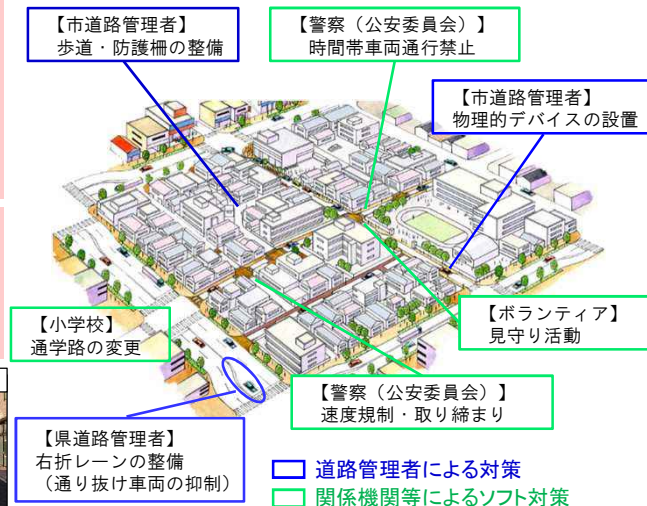 【市道路管理者】
歩道・防護柵の整備
【警察（公安委員会）】
時間帯車両通行禁止
【市道路管理者】
物理的デバイスの設置
【小学校】
通学路の変更
【ボランティア】
見守り活動
【警察（公安委員会）】
速度規制・取り締まり
【県道路管理者】
右折レーンの整備
（通り抜け車両の抑制）
道路管理者による対策
関係機関等によるソフト対策